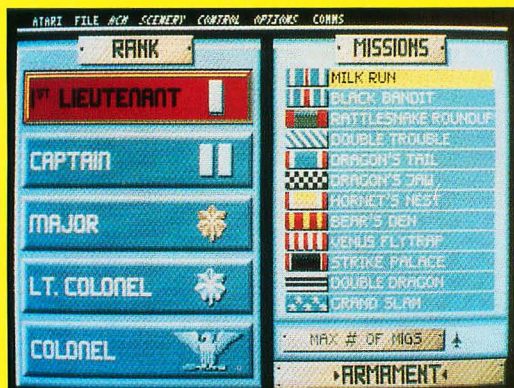 ATARI FILE ACM SCENERY CONTROL OPTIONS COMMS
RANK
1ST LIEUTENANT
CAPTAIN
MAJOR
LT. COLONEL
COLONEL
MISSIONS
MILK RUN
BLACK BANDIT
RATTLESNAKE ROUNDUP
DOUBLE TROUBLE
DRAGON'S TAIL
DRAGON'S JAW
HORNET'S NEST
BEAR'S DEN
VENUS FLYTRAP
STRIKE PALACE
DOUBLE DRAGON
GRAND SLAM
MAX # OF MIGS
ARMAMENT